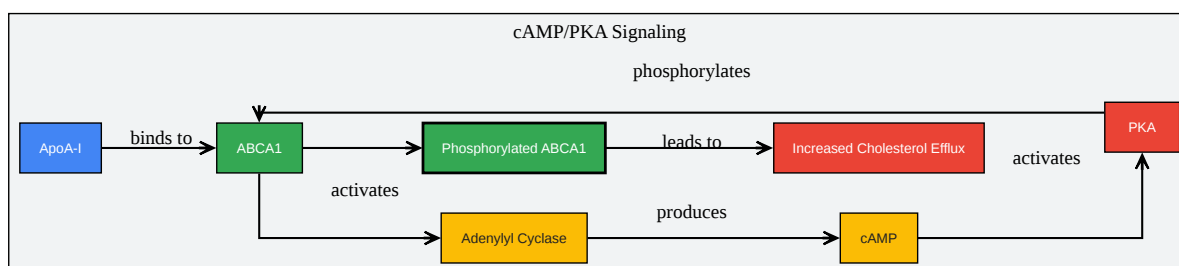 cAMP/PKA Signaling
phosphorylates
ApoA-I
binds to
ABCA1
Phosphorylated ABCA1
leads to
Increased Cholesterol Efflux
activates
PKA
activates
Adenylyl Cyclase
produces
cAMP